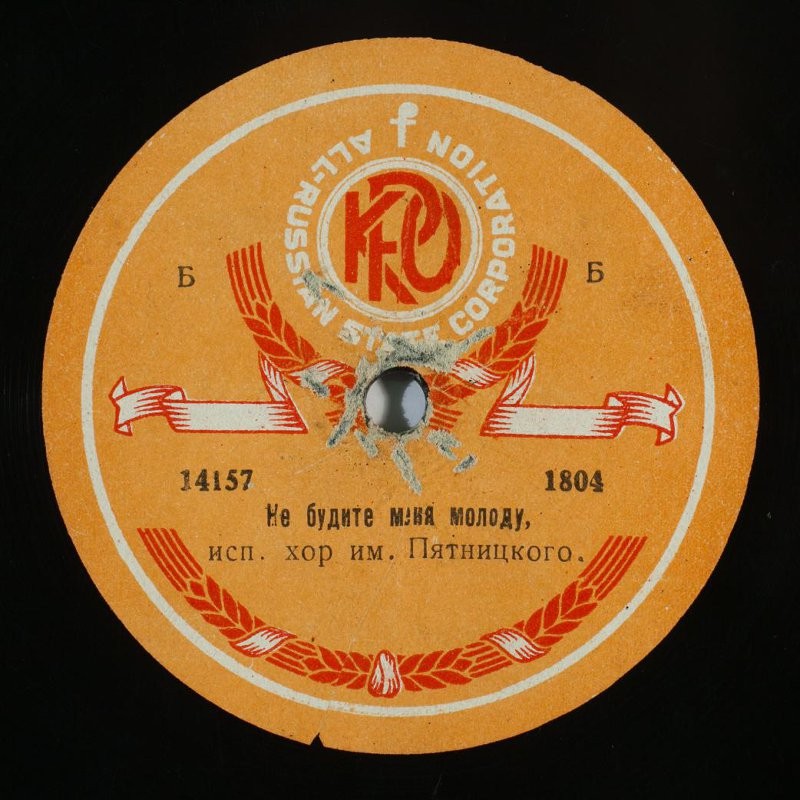 ALL-RUSSIAN STATE CORPORATION
Б Б
14157 1804
Не будите меня молоду,
исп. хор им. Пятницкого.